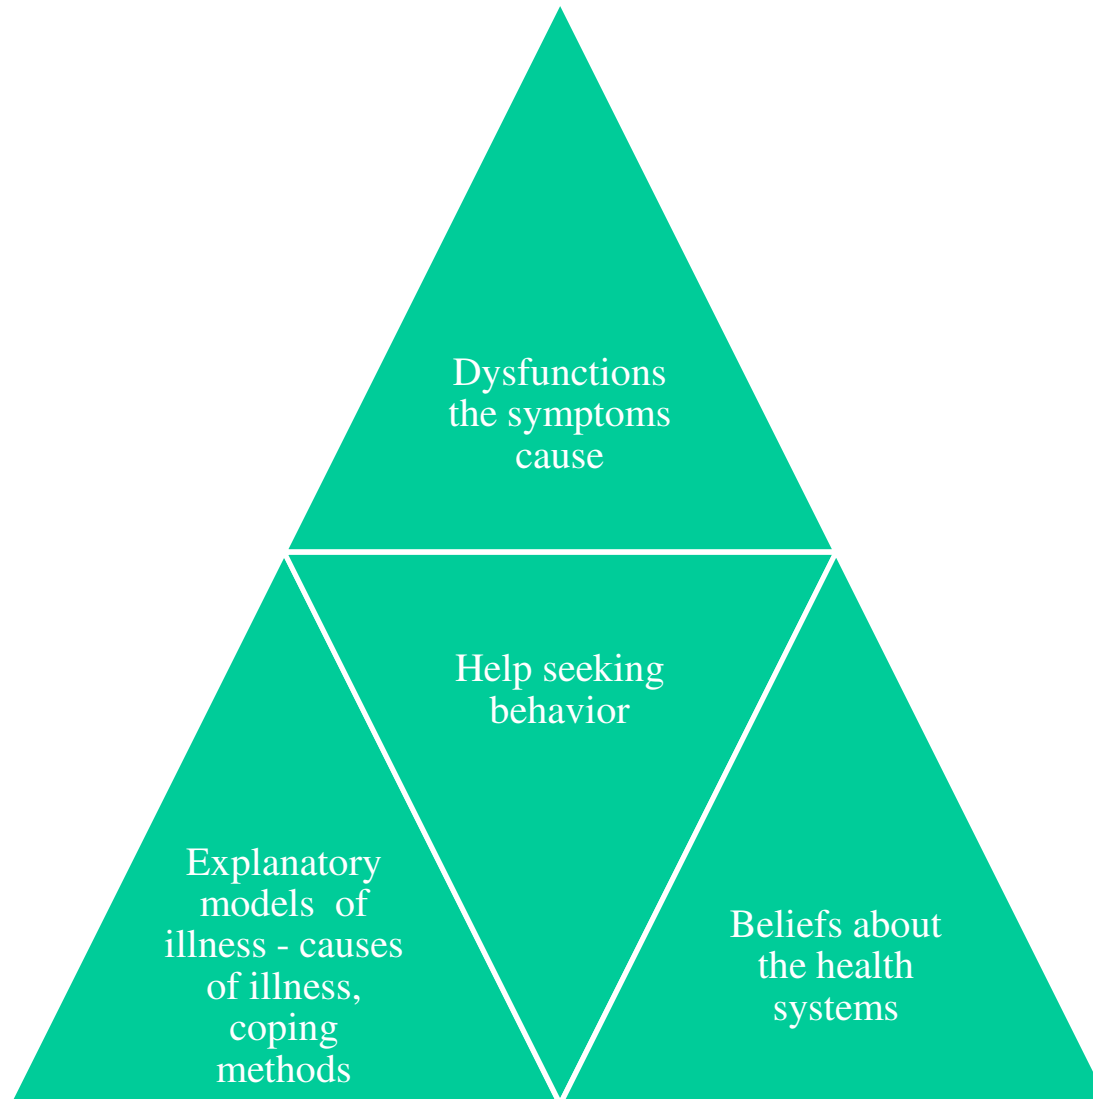 Dysfunctions
the symptoms
cause
Help seeking
behavior
Explanatory
models  of
illness - causes
of illness,
coping
methods
Beliefs about
the health
systems